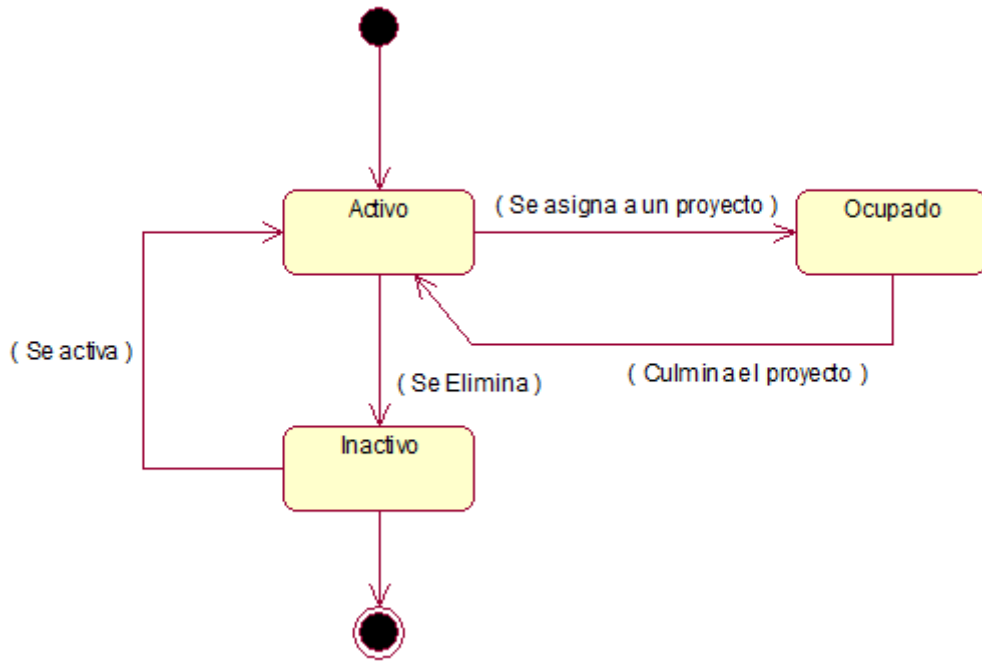 Activo
( Se asigna a un proyecto )
Ocupado
( Se activa )
( Culmina el proyecto )
( Se Elimina )
Inactivo